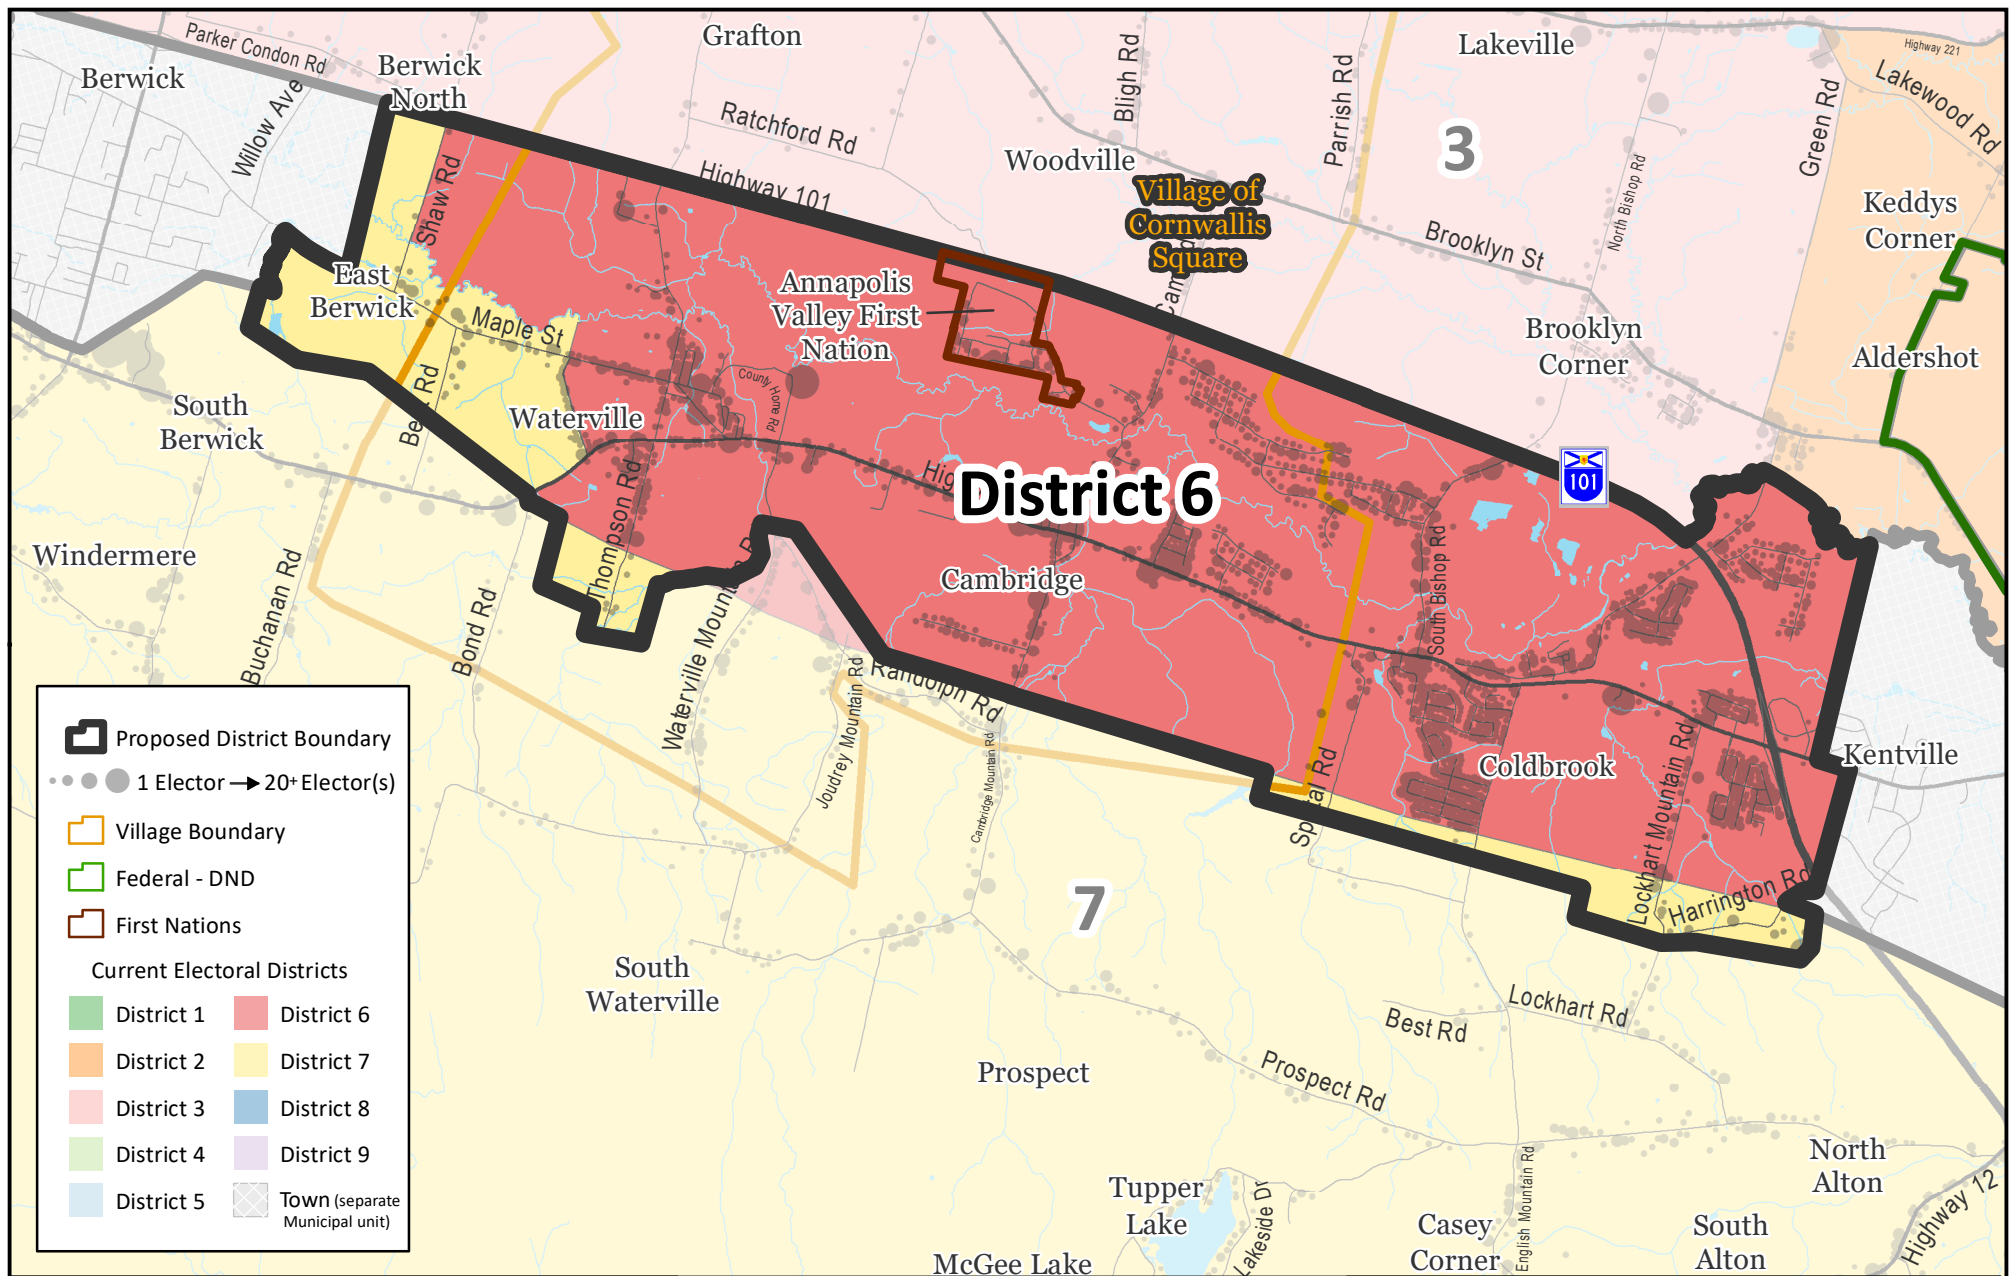 Grafton
Lakeville
Parker Condon Rd
Berwick
Berwick
North
Highway 221
Lakewood Rd
Willow Ave
Bligh Rd
Parrish Rd
Green Rd
Ratchford Rd
Woodville
3
Shaw Rd
Highway 101
Village of
Cornwallis
Square
North Bishop Rd
Keddys
Corner
Brooklyn St
East
Berwick
Annapolis
Valley First
Nation
Maple St
Brooklyn
Corner
Aldershot
County Home Rd
South
Berwick
Waterville
101
District 6
Thompson Rd
Windermere
South Bishop Rd
Cambridge
Buchanan Rd
Bond Rd
Waterville Mountain
Randolph Rd
Joudrey Mountain Rd
Cambridge Mountain Rd
Coldbrook
Lockhart Mountain Rd
Kentville
Harrington Rd
7
South
Waterville
Lockhart Rd
Best Rd
Prospect
Prospect Rd
North
Alton
Tupper
Lake
Lakeside Dr
Casey
Corner
English Mountain Rd
South
Alton
Highway 12
McGee Lake
Proposed District Boundary
1 Elector → 20+ Elector(s)
Village Boundary
Federal - DND
First Nations
Current Electoral Districts
District 1
District 2
District 3
District 4
District 5
District 6
District 7
District 8
District 9
Town (separate
Municipal unit)